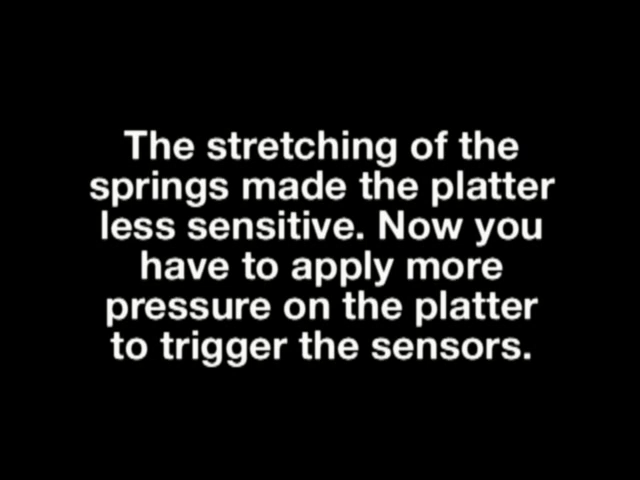 The stretching of the
springs made the platter
less sensitive. Now you
have to apply more
pressure on the platter
to trigger the sensors.